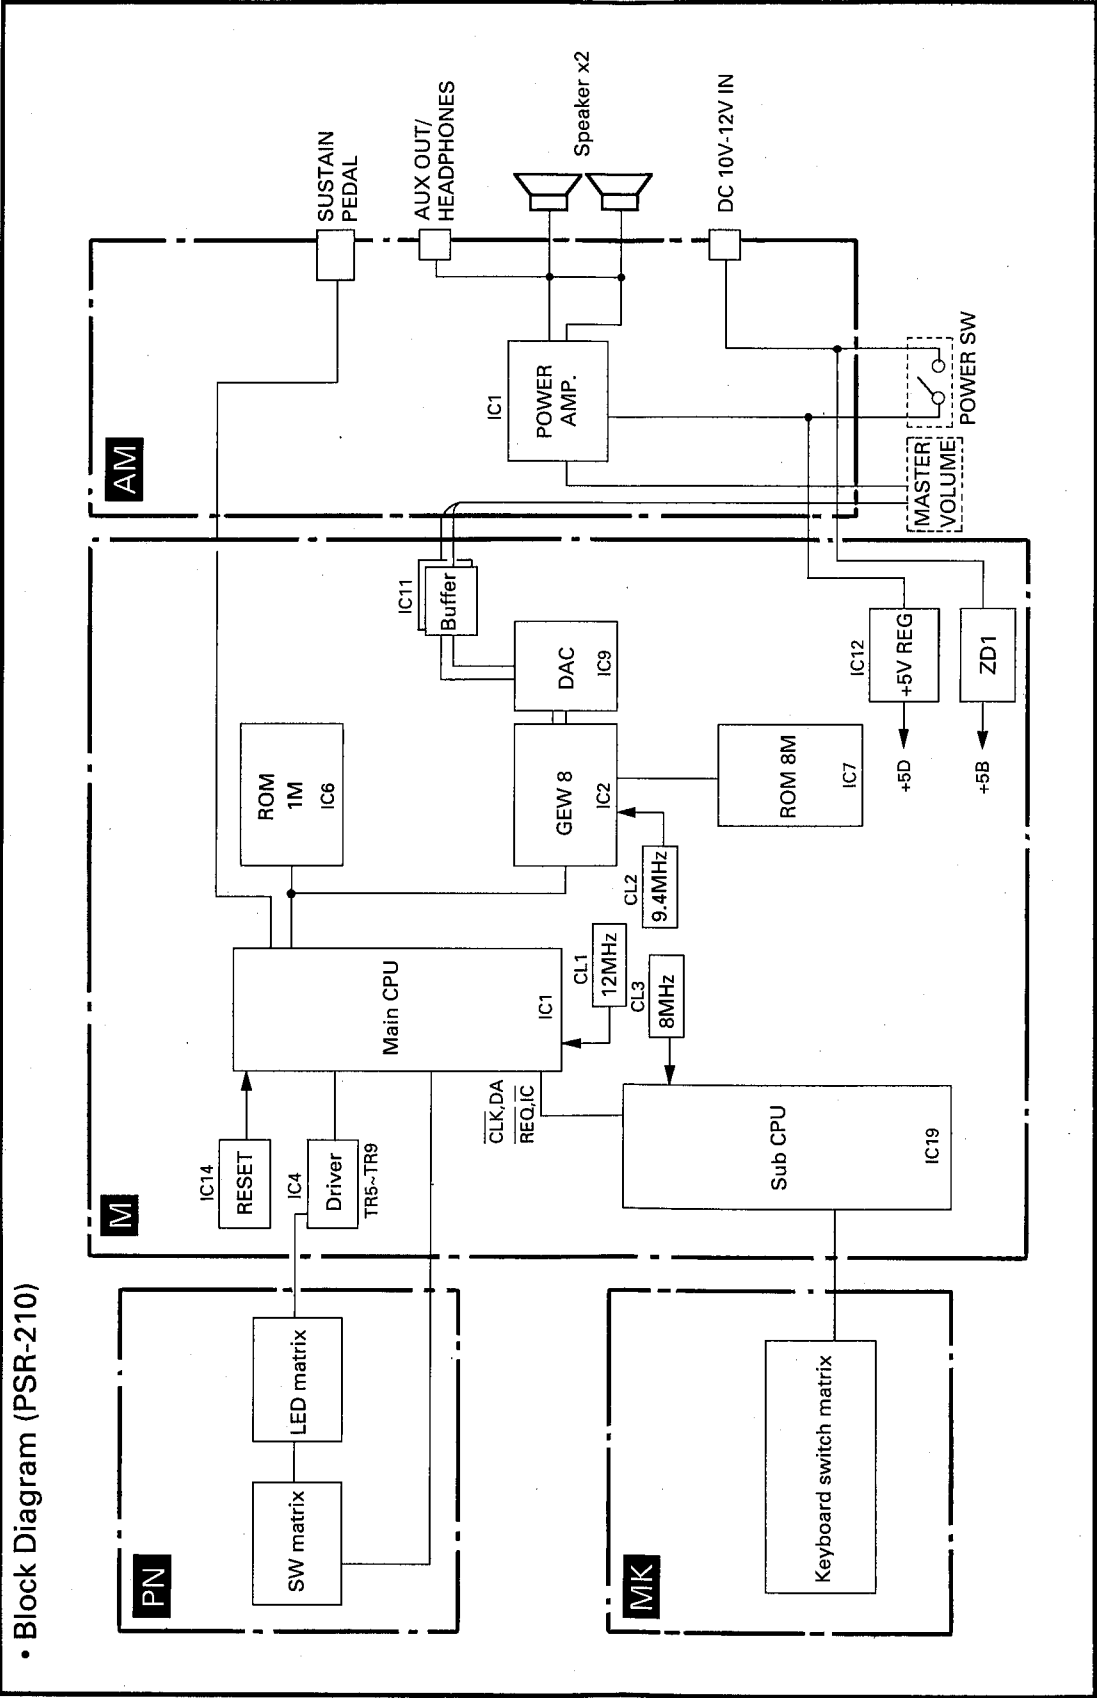 • Block Diagram (PSR-210)
PN
SW matrix
LED matrix
MK
Keyboard switch matrix
M
IC14
RESET
IC4
Driver
TR5~TR9
CLK,DA
REQ,IC
Main CPU
IC1
Sub CPU
IC19
CL1
12MHz
CL3
8MHz
CL2
9.4MHz
ROM
1M
IC6
GEW 8
IC2
ROM 8M
IC7
DAC
IC9
IC11
Buffer
IC12
+5V REG
+5D
ZD1
+5B
AM
IC1
POWER
AMP.
MASTER
VOLUME
POWER SW
SUSTAIN
PEDAL
AUX OUT/
HEADPHONES
Speaker x2
DC 10V-12V IN